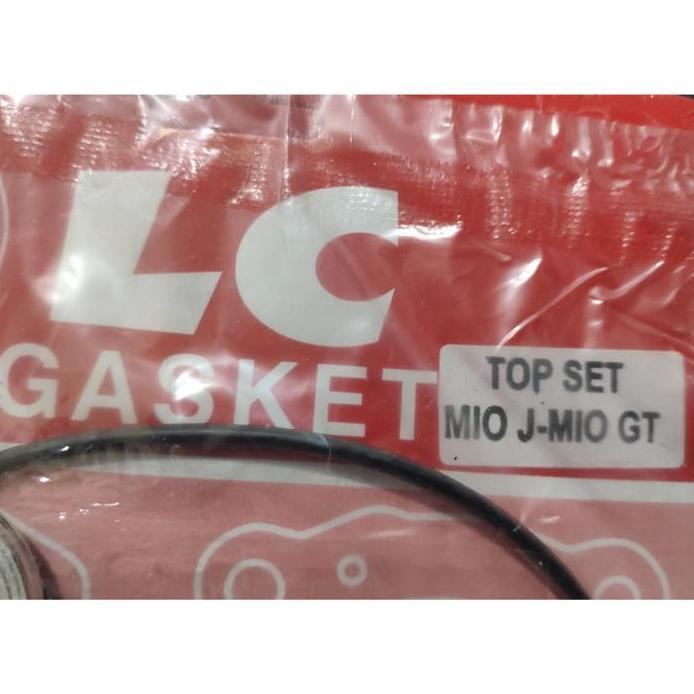 LC
GASKET
TOP SET
MIO J-MIO GT